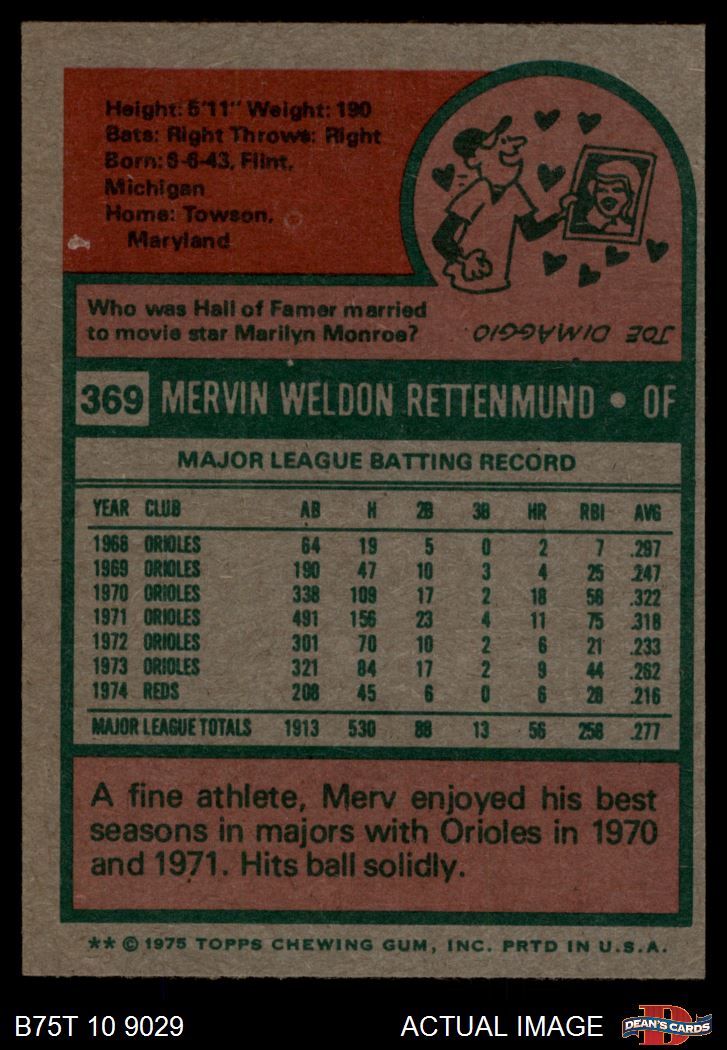 Height: 5'11" Weight: 190
Bats: Right Throws: Right
Born: 6-6-43, Flint,
Michigan
Home: Towson,
Maryland
Who was Hall of Famer married
to movie star Marilyn Monroe?
JOE DIMAGGIO
369 MERVIN WELDON RETTENMUND • OF
MAJOR LEAGUE BATTING RECORD
YEAR CLUB AB H 2B 3B HR RBI AVG
1968 ORIOLES 64 19 5 0 2 7 .297
1969 ORIOLES 190 47 10 3 4 25 .247
1970 ORIOLES 338 109 17 2 18 58 .322
1971 ORIOLES 491 156 23 4 11 75 .318
1972 ORIOLES 301 70 10 2 6 21 .233
1973 ORIOLES 321 84 17 2 9 44 .262
1974 REDS 208 45 6 0 6 28 .216
MAJOR LEAGUE TOTALS 1913 530 88 13 56 258 .277
A fine athlete, Merv enjoyed his best
seasons in majors with Orioles in 1970
and 1971. Hits ball solidly.
** © 1975 TOPPS CHEWING GUM, INC. PRTD IN U.S.A.
B75T 10 9029 ACTUAL IMAGE D DEAN'S CARDS